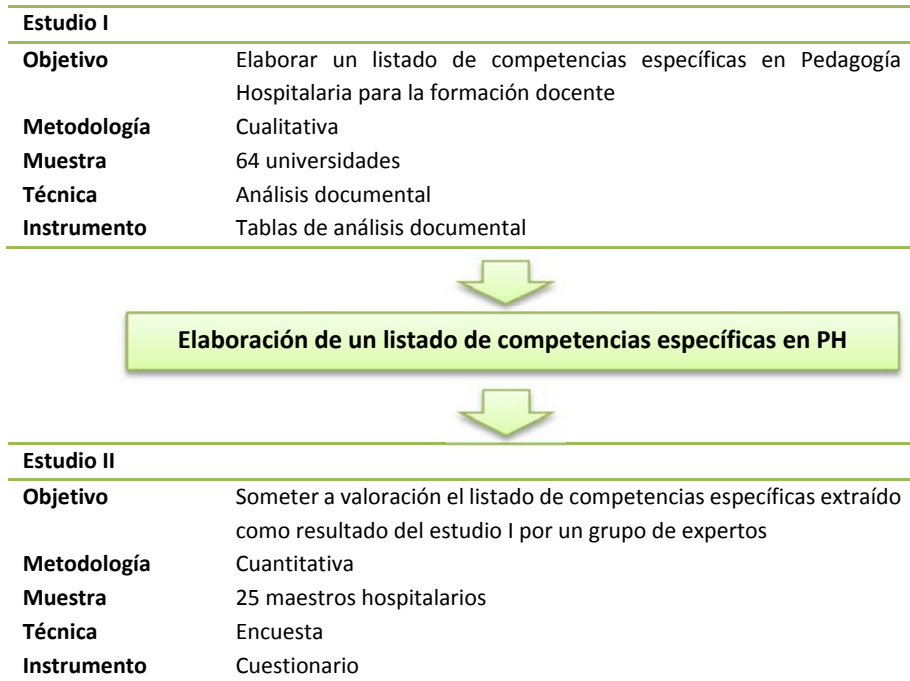 Estudio I
Objetivo Elaborar un listado de competencias específicas en Pedagogía
Hospitalaria para la formación docente
Metodología Cualitativa
Muestra 64 universidades
Técnica Análisis documental
Instrumento Tablas de análisis documental
Elaboración de un listado de competencias específicas en PH
Estudio II
Objetivo Someter a valoración el listado de competencias específicas extraído
como resultado del estudio I por un grupo de expertos
Metodología Cuantitativa
Muestra 25 maestros hospitalarios
Técnica Encuesta
Instrumento Cuestionario